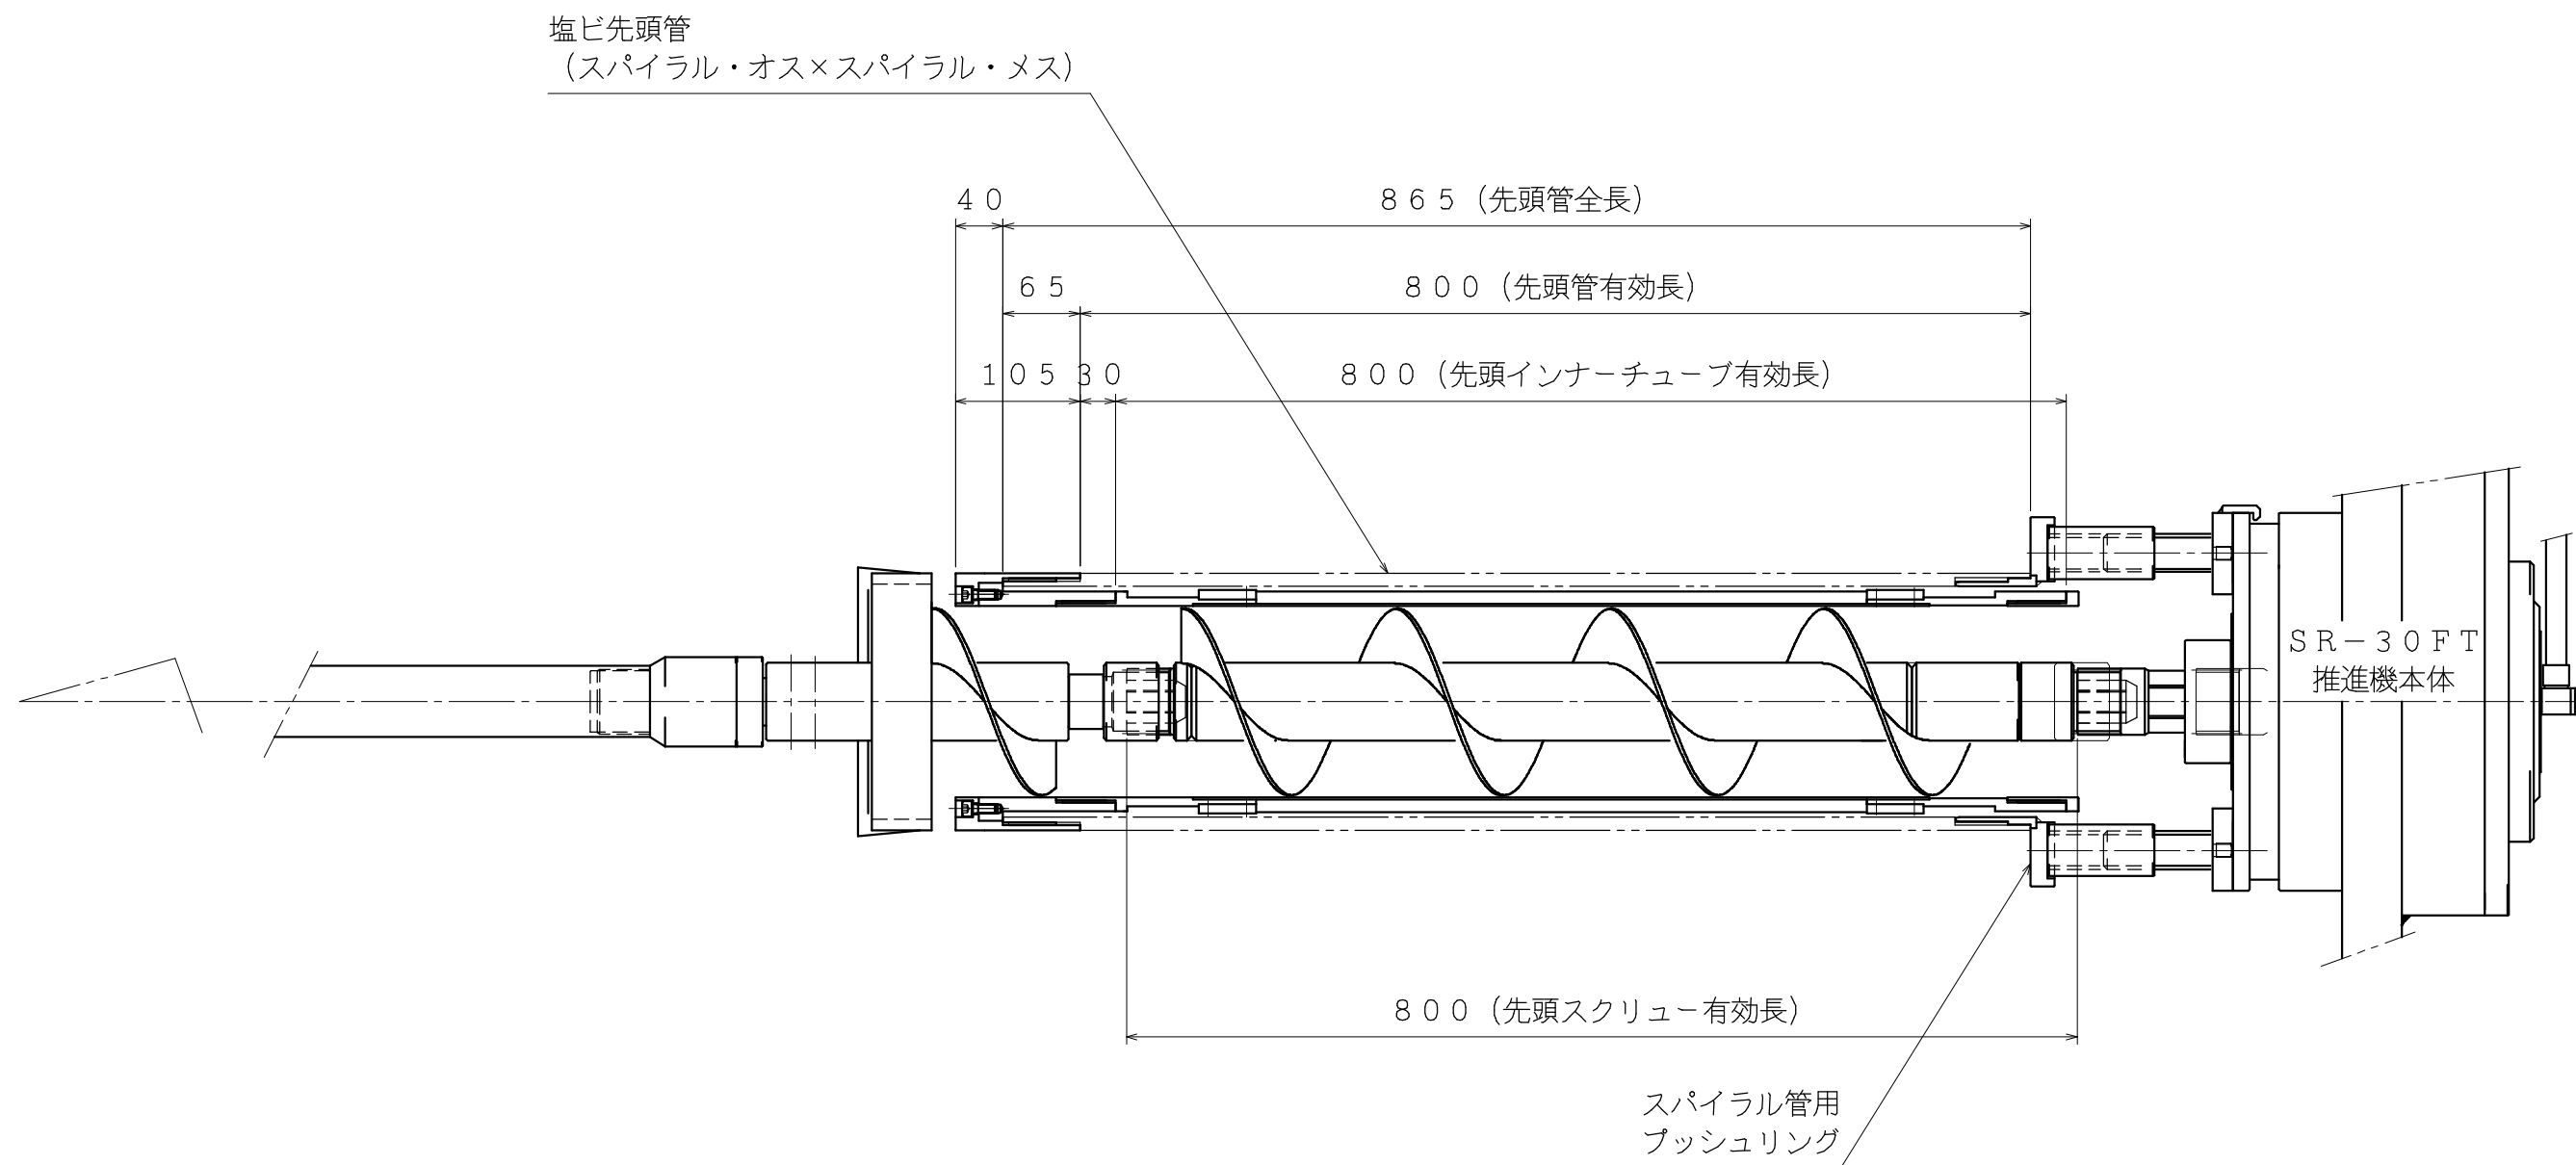 塩ビ先頭管
（スパイラル・オス×スパイラル・メス）
40
865（先頭管全長）
65
800（先頭管有効長）
105
30
800（先頭インナーチューブ有効長）
SR－30FT
推進機本体
800（先頭スクリュー有効長）
スパイラル管用
プッシュリング